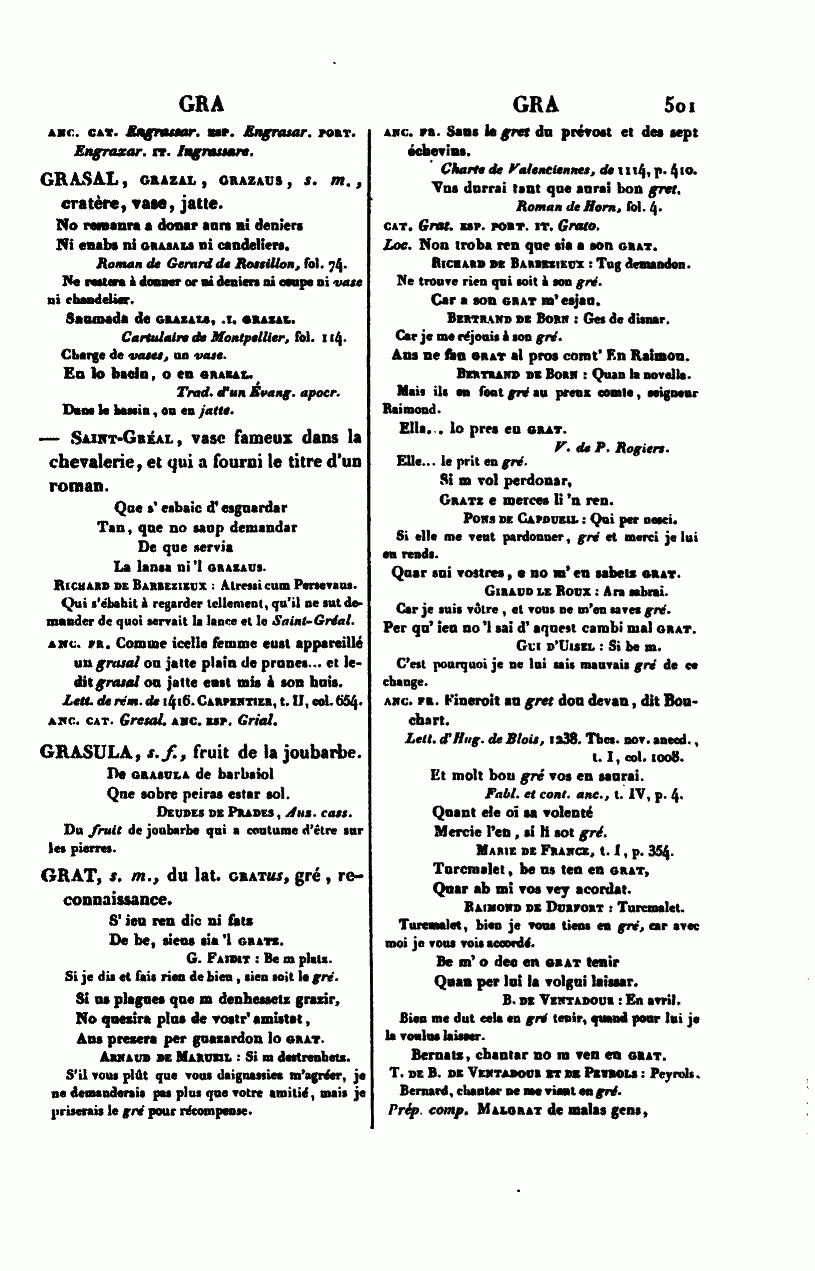 GRA
ANC. CAT. Engrassar. ESP. Engrasar. PORT.
Engraxar. IT. Ingrassare.
GRASAL, GRAZAL, GRAZAUS, s. m.,
cratère, vase, jatte.
No remanra a donar aurs ni deniers
Ni enabs ni GRASALS ni candeliers.
Roman de Gerard de Rossillon, fol. 74.
Ne restera à donner or ni deniers ni coupe ni vase
ni chandelier.
Saumada de GRAZALS, .I. GRAZAL.
Cartulaire de Montpellier, fol. 114.
Charge de vases, un vase.
En lo bacin, o en GRAZAL.
Trad. d'un Évang. apocr.
Dans le bassin, ou en jatte.
— SAINT-GRÉAL, vase fameux dans la
chevalerie, et qui a fourni le titre d'un
roman.
Que s' esbaic d' esguardar
Tan, que no saup demandar
De que servia
La lansa ni 'l GRAZAUS.
RICHARD DE BARBEZIEUX : Atressi cum Persevaus.
Qui s'ébahit à regarder tellement, qu'il ne sut de-
mander de quoi servait la lance et le Saint-Gréal.
ANC. FR. Comme icelle femme eust appareillé
un grasal ou jatte plain de prunes... et le-
dit grasal ou jatte eust mis à son huis.
Lett. de rém. de 1416. CARPENTIER, t. II, col. 654.
ANC. CAT. Gresal. ANC. ESP. Grial.
GRASULA, s. f., fruit de la joubarbe.
De GRASULA de barbaiol
Que sobre peiras estar sol.
DEUDES DE PRADES, Aus. cass.
Du fruit de joubarbe qui a coutume d'être sur
les pierres.
GRAT, s. m., du lat. GRATus, gré, re-
connaissance.
S' ieu ren dic ni fatz
De be, sieus sia 'l GRATZ.
G. FAIDIT : Be m platz.
Si je dis et fais rien de bien, sien soit le gré.
Si us plagues que m denhessetz grazir,
No quezira plus de vostr' amistat,
Ans prezera per guazardon lo GRAT.
ARNAUD DE MARUEIL : Si m destrenhetz.
S'il vous plût que vous daignassiez m'agréer, je
ne demanderais pas plus que votre amitié, mais je
priserais le gré pour récompense.
GRA 501
ANC. FR. Sans le gret du prévost et des sept
échevins.
Charte de Valenciennes, de 1114, p. 410.
Vus durrai tant que aurai bon gret.
Roman de Horn, fol. 4.
CAT. Grat. ESP. PORT. IT. Grato.
Loc. Non troba ren que sia a son GRAT.
RICHARD DE BARBEZIEUX : Tug demandon.
Ne trouve rien qui soit à son gré.
Car a son GRAT m' esjau.
BERTRAND DE BORN : Ges de disnar.
Car je me réjouis à son gré.
Ans ne fan GRAT al pros comt' En Raimon.
BERTRAND DE BORN : Quan la novella.
Mais ils en font gré au preux comte, seigneur
Raimond.
Ella... lo pres en GRAT.
V. de P. Rogiers.
Elle... le prit en gré.
Si m vol perdonar,
GRATZ e merces li 'n ren.
PONS DE CAPDUEIL : Qui per nesci.
Si elle me veut pardonner, gré et merci je lui
en rends.
Quar sui vostres, e no m' en sabetz GRAT.
GIRAUD LE ROUX : Ara sabrai.
Car je suis vôtre, et vous ne m'en savez gré.
Per qu' ieu no 'l sai d' aquest cambi mal GRAT.
GUI D'UISEL : Si be m.
C'est pourquoi je ne lui sais mauvais gré de ce
change.
ANC. FR. Fineroit au gret dou devan, dit Bou-
chart.
Lett. d'Hug. de Blois, 1238. Thes. nov. anecd.,
t. I, col. 1008.
Et molt bou gré vos en saurai.
Fabl. et cont. anc., t. IV, p. 4.
Quant ele oï sa volenté
Mercie l'en, si li sot gré.
MARIE DE FRANCE, t. I, p. 354.
Turcmalet, be us ten en GRAT,
Quar ab mi vos vey acordat.
RAIMOND DE DURFORT : Turcmalet.
Turcmalet, bien je vous tiens en gré, car avec
moi je vous vois accordé.
Be m' o dec en GRAT tenir
Quan per lui la volgui laissar.
B. DE VENTADOUR : En avril.
Bien me dut cela en gré tenir, quand pour lui je
la voulus laisser.
Bernatz, chantar no m ven en GRAT.
T. DE B. DE VENTADOUR ET DE PEYROLS : Peyrols.
Bernard, chanter ne me vient en gré.
Prép. comp. MALGRAT de malas gens,